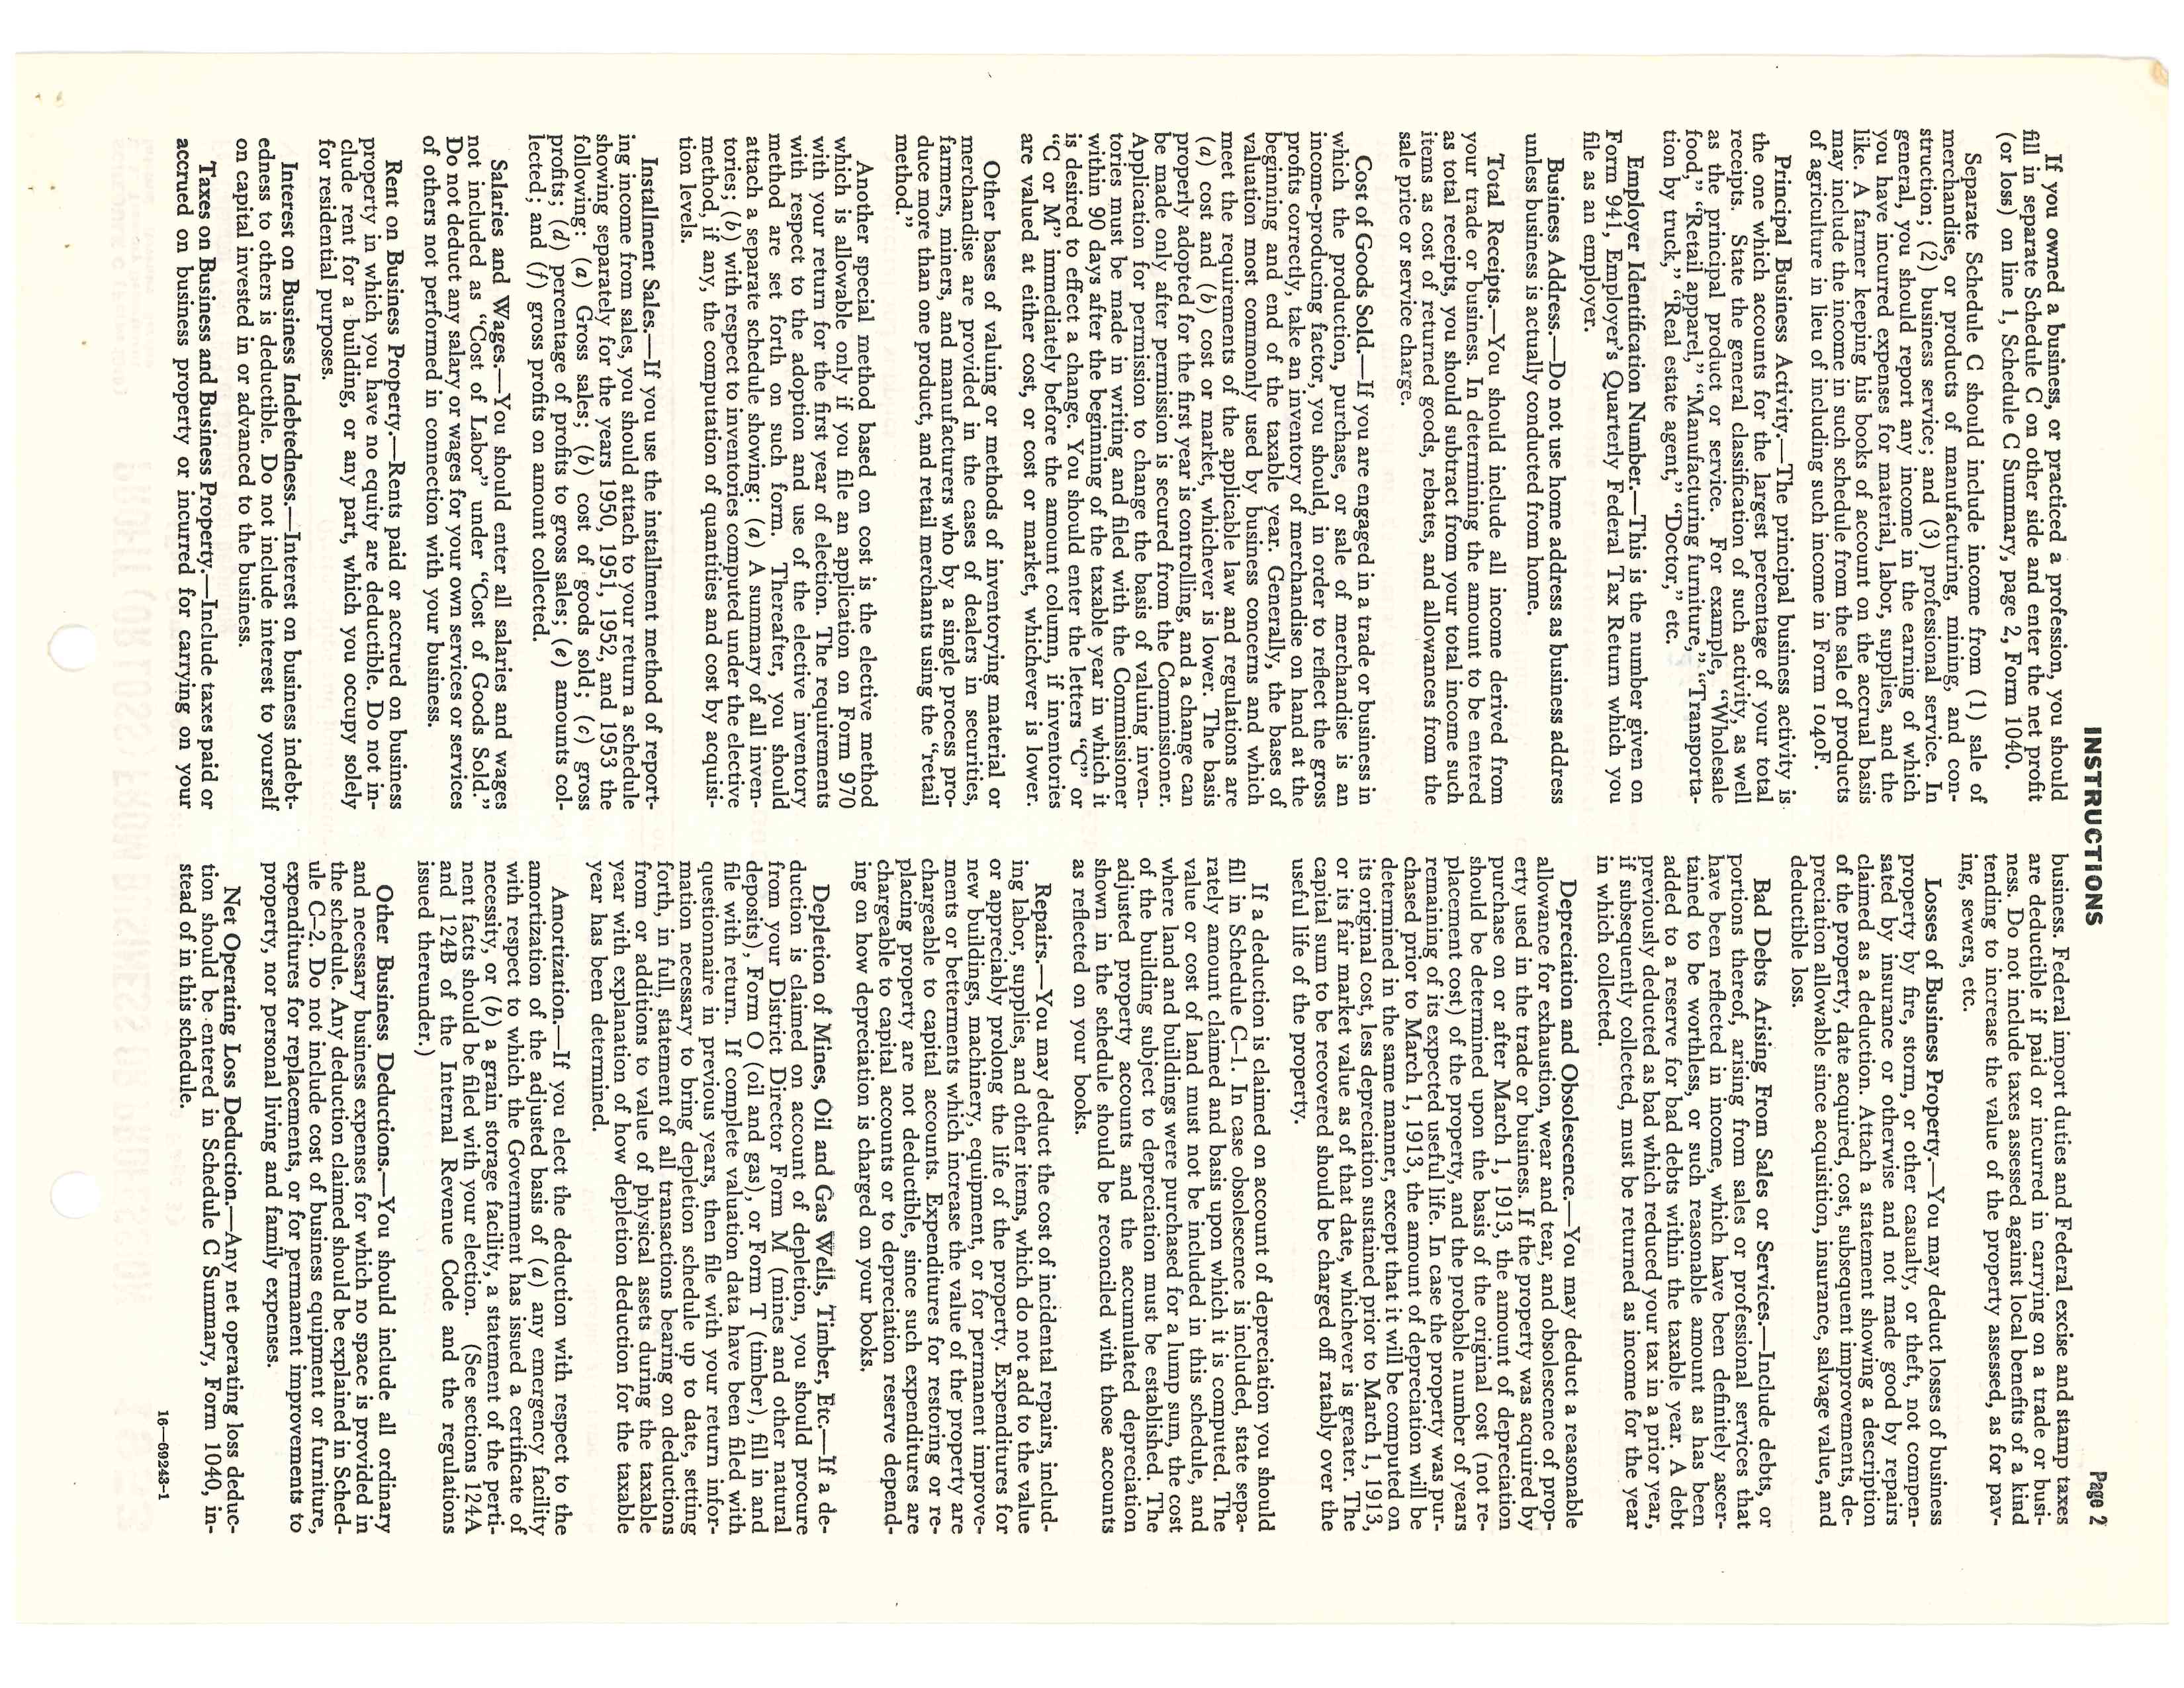 INSTRUCTIONS
Page 2
If you owned a business, or practiced a profession, you should
fill in separate Schedule C on other side and enter the net profit
(or loss) on line 1, Schedule C Summary, page 2, Form 1040.
Separate Schedule C should include income from (1) sale of
merchandise, or products of manufacturing, mining, and con-
struction; (2) business service; and (3) professional service. In
general, you should report any income in the earning of which
you have incurred expenses for material, labor, supplies, and the
like. A farmer keeping his books of account on the accrual basis
may include the income in such schedule from the sale of products
of agriculture in lieu of including such income in Form 1040F.
Principal Business Activity.—The principal business activity is
the one which accounts for the largest percentage of your total
receipts. State the general classification of such activity, as well
as the principal product or service. For example, “Wholesale
food,” “Retail apparel,” “Manufacturing furniture,” “Transporta-
tion by truck,” “Real estate agent,” “Doctor,” etc.
Employer Identification Number.—This is the number given on
Form 941, Employer’s Quarterly Federal Tax Return which you
file as an employer.
Business Address.—Do not use home address as business address
unless business is actually conducted from home.
Total Receipts.—You should include all income derived from
your trade or business. In determining the amount to be entered
as total receipts, you should subtract from your total income such
items as cost of returned goods, rebates, and allowances from the
sale price or service charge.
Cost of Goods Sold.—If you are engaged in a trade or business in
which the production, purchase, or sale of merchandise is an
income-producing factor, you should, in order to reflect the gross
profits correctly, take an inventory of merchandise on hand at the
beginning and end of the taxable year. Generally, the bases of
valuation most commonly used by business concerns and which
meet the requirements of the applicable law and regulations are
(a) cost and (b) cost or market, whichever is lower. The basis
properly adopted for the first year is controlling, and a change can
be made only after permission is secured from the Commissioner.
Application for permission to change the basis of valuing inven-
tories must be made in writing and filed with the Commissioner
within 90 days after the beginning of the taxable year in which it
is desired to effect a change. You should enter the letters “C” or
“C or M” immediately before the amount column, if inventories
are valued at either cost, or cost or market, whichever is lower.
Other bases of valuing or methods of inventorying material or
merchandise are provided in the cases of dealers in securities,
farmers, miners, and manufacturers who by a single process pro-
duce more than one product, and retail merchants using the “retail
method.”
Another special method based on cost is the elective method
which is allowable only if you file an application on Form 970
with your return for the first year of election. The requirements
with respect to the adoption and use of the elective inventory
method are set forth on such form. Thereafter, you should
attach a separate schedule showing: (a) A summary of all inven-
tories; (b) with respect to inventories computed under the elective
method, if any, the computation of quantities and cost by acquisi-
tion levels.
Installment Sales.—If you use the installment method of report-
ing income from sales, you should attach to your return a schedule
showing separately for the years 1950, 1951, 1952, and 1953 the
following: (a) Gross sales; (b) cost of goods sold; (c) gross
profits; (d) percentage of profits to gross sales; (e) amounts col-
lected; and (f) gross profits on amount collected.
Salaries and Wages.—You should enter all salaries and wages
not included as “Cost of Labor” under “Cost of Goods Sold.”
Do not deduct any salary or wages for your own services or services
of others not performed in connection with your business.
Rent on Business Property.—Rents paid or accrued on business
property in which you have no equity are deductible. Do not in-
clude rent for a building, or any part, which you occupy solely
for residential purposes.
Interest on Business Indebtedness.—Interest on business indebt-
edness to others is deductible. Do not include interest to yourself
on capital invested in or advanced to the business.
Taxes on Business and Business Property.—Include taxes paid or
accrued on business property or incurred for carrying on your
business. Federal import duties and Federal excise and stamp taxes
are deductible if paid or incurred in carrying on a trade or busi-
ness. Do not include taxes assessed against local benefits of a kind
tending to increase the value of the property assessed, as for pav-
ing, sewers, etc.
Losses of Business Property.—You may deduct losses of business
property by fire, storm, or other casualty, or theft, not compen-
sated by insurance or otherwise and not made good by repairs
claimed as a deduction. Attach a statement showing a description
of the property, date acquired, cost, subsequent improvements, de-
preciation allowable since acquisition, insurance, salvage value, and
deductible loss.
Bad Debts Arising From Sales or Services.—Include debts, or
portions thereof, arising from sales or professional services that
have been reflected in income, which have been definitely ascer-
tained to be worthless, or such reasonable amount as has been
added to a reserve for bad debts within the taxable year. A debt
previously deducted as bad which reduced your tax in a prior year,
if subsequently collected, must be returned as income for the year
in which collected.
Depreciation and Obsolescence.—You may deduct a reasonable
allowance for exhaustion, wear and tear, and obsolescence of prop-
erty used in the trade or business. If the property was acquired by
purchase on or after March 1, 1913, the amount of depreciation
should be determined upon the basis of the original cost (not re-
placement cost) of the property, and the probable number of years
remaining of its expected useful life. In case the property was pur-
chased prior to March 1, 1913, the amount of depreciation will be
determined in the same manner, except that it will be computed on
its original cost, less depreciation sustained prior to March 1, 1913,
or its fair market value as of that date, whichever is greater. The
capital sum to be recovered should be charged off ratably over the
useful life of the property.
If a deduction is claimed on account of depreciation you should
fill in Schedule C–1. In case obsolescence is included, state sepa-
rately amount claimed and basis upon which it is computed. The
value or cost of land must not be included in this schedule, and
where land and buildings were purchased for a lump sum, the cost
of the building subject to depreciation must be established. The
adjusted property accounts and the accumulated depreciation
shown in the schedule should be reconciled with those accounts
as reflected on your books.
Repairs.—You may deduct the cost of incidental repairs, includ-
ing labor, supplies, and other items, which do not add to the value
or appreciably prolong the life of the property. Expenditures for
new buildings, machinery, equipment, or for permanent improve-
ments or betterments which increase the value of the property are
chargeable to capital accounts. Expenditures for restoring or re-
placing property are not deductible, since such expenditures are
chargeable to capital accounts or to depreciation reserve depend-
ing on how depreciation is charged on your books.
Depletion of Mines, Oil and Gas Wells, Timber, Etc.—If a de-
duction is claimed on account of depletion, you should procure
from your District Director Form M (mines and other natural
deposits), Form O (oil and gas), or Form T (timber), fill in and
file with return. If complete valuation data have been filed with
questionnaire in previous years, then file with your return infor-
mation necessary to bring depletion schedule up to date, setting
forth, in full, statement of all transactions bearing on deductions
from or additions to value of physical assets during the taxable
year with explanation of how depletion deduction for the taxable
year has been determined.
Amortization.—If you elect the deduction with respect to the
amortization of the adjusted basis of (a) any emergency facility
with respect to which the Government has issued a certificate of
necessity, or (b) a grain storage facility, a statement of the perti-
nent facts should be filed with your election. (See sections 124A
and 124B of the Internal Revenue Code and the regulations
issued thereunder.)
Other Business Deductions.—You should include all ordinary
and necessary business expenses for which no space is provided in
the schedule. Any deduction claimed should be explained in Sched-
ule C–2. Do not include cost of business equipment or furniture,
expenditures for replacements, or for permanent improvements to
property, nor personal living and family expenses.
Net Operating Loss Deduction.—Any net operating loss deduc-
tion should be entered in Schedule C Summary, Form 1040, in-
stead of in this schedule.
16—69243-1